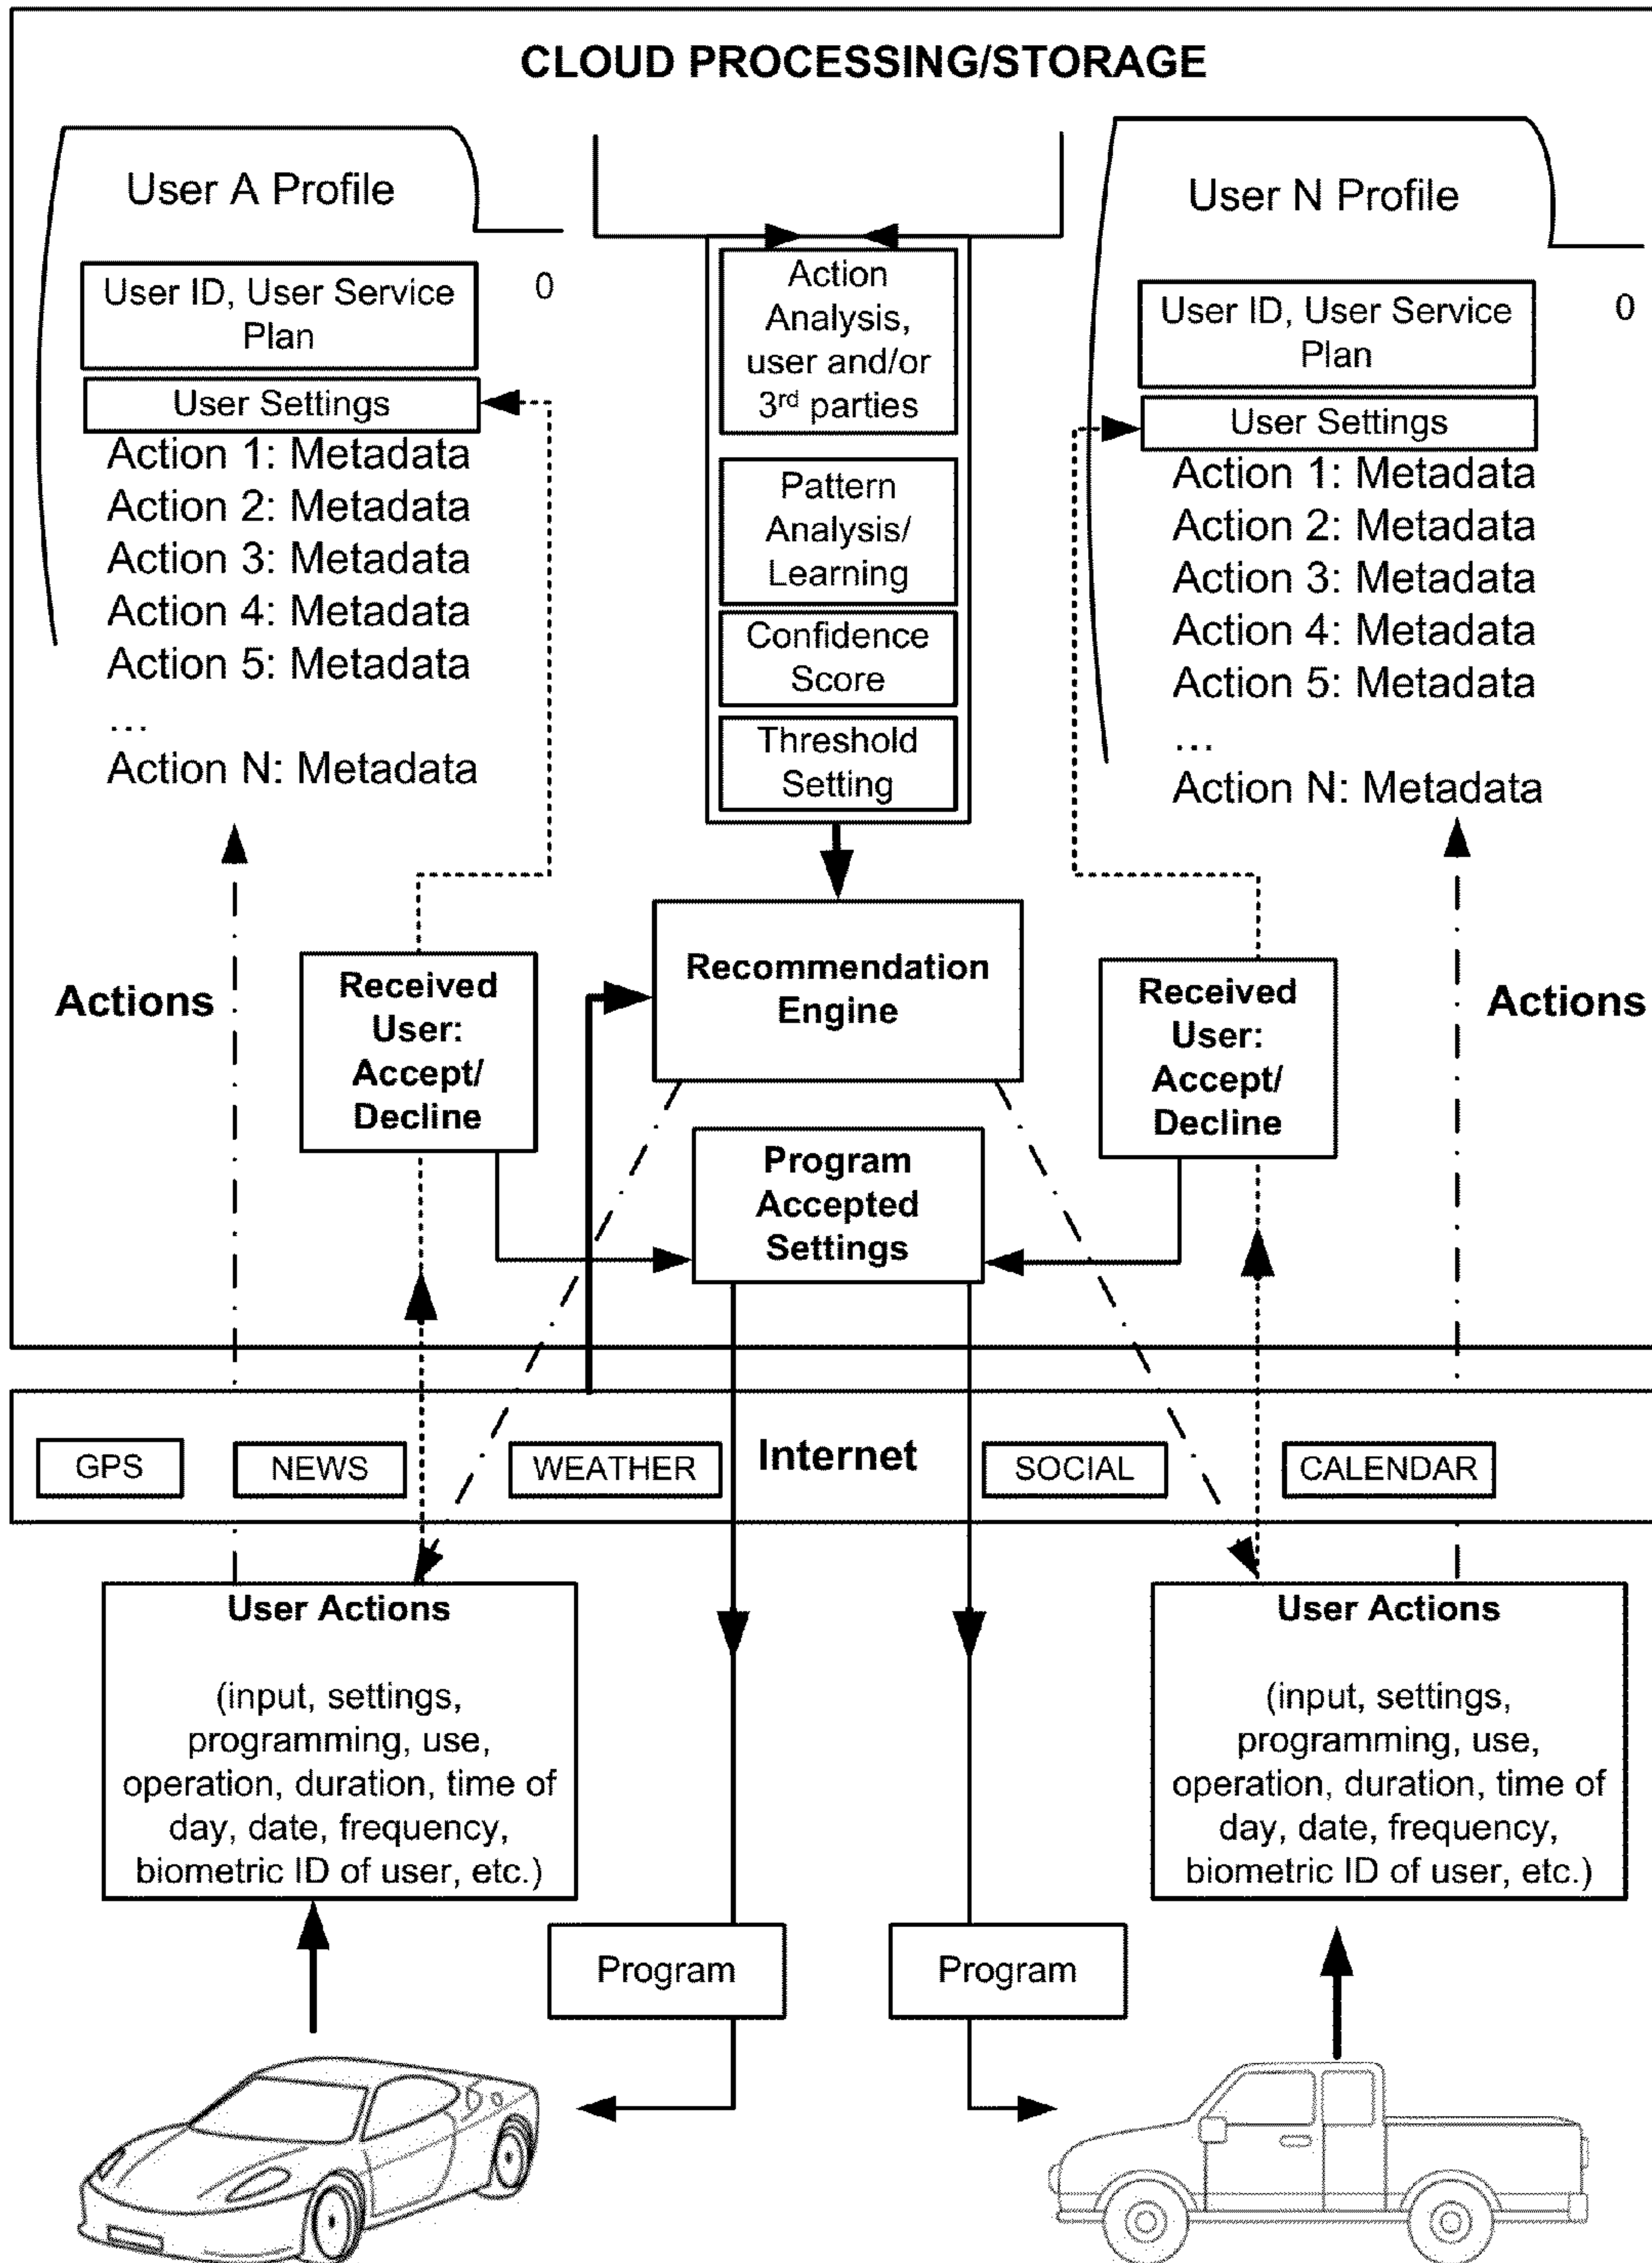 CLOUD PROCESSING/STORAGE
User A Profile
0
User ID, User Service
Plan
User Settings
Action 1: Metadata
Action 2: Metadata
Action 3: Metadata
Action 4: Metadata
Action 5: Metadata
...
Action N: Metadata
Action
Analysis,
user and/or
3rd parties
Pattern
Analysis/
Learning
Confidence
Score
Threshold
Setting
User N Profile
0
User ID, User Service
Plan
User Settings
Action 1: Metadata
Action 2: Metadata
Action 3: Metadata
Action 4: Metadata
Action 5: Metadata
...
Action N: Metadata
Actions
Received
User:
Accept/
Decline
Recommendation
Engine
Received
User:
Accept/
Decline
Actions
Program
Accepted
Settings
GPS
NEWS
WEATHER
Internet
SOCIAL
CALENDAR
User Actions
(input, settings,
programming, use,
operation, duration, time of
day, date, frequency,
biometric ID of user, etc.)
User Actions
(input, settings,
programming, use,
operation, duration, time of
day, date, frequency,
biometric ID of user, etc.)
Program
Program